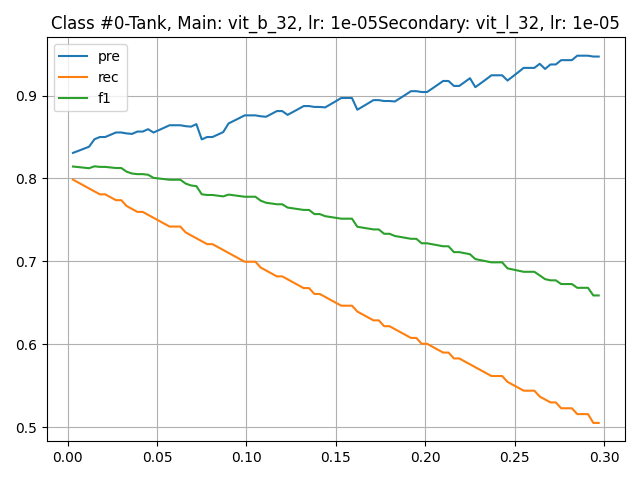 Class #0-Tank, Main: vit_b_32, lr: 1e-05Secondary: vit_l_32, lr: 1e-05
pre
rec
f1
0.9
0.8
0.7
0.6
0.5
0.00 0.05 0.10 0.15 0.20 0.25 0.30